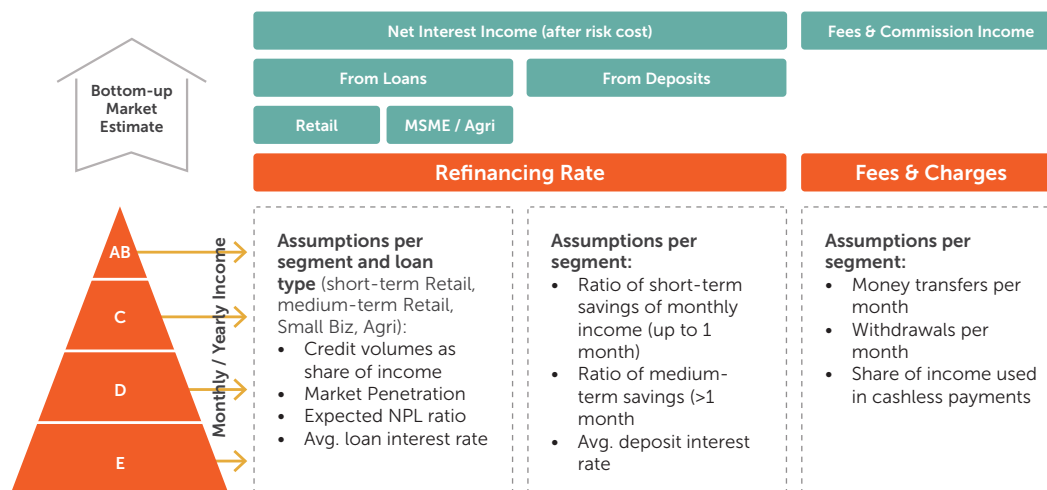 Net Interest Income (after risk cost)
Fees & Commission Income
From Loans
From Deposits
Bottom-up
Market
Estimate
Retail
MSME / Agri
Refinancing Rate
Fees & Charges
AB
C
D
E
Monthly / Yearly Income
Assumptions per
segment and loan
type (short-term Retail,
medium-term Retail,
Small Biz, Agri):
• Credit volumes as
share of income
• Market Penetration
• Expected NPL ratio
• Avg. loan interest rate
Assumptions per
segment:
• Ratio of short-term
savings of monthly
income (up to 1
month)
• Ratio of medium-
term savings (>1
month
• Avg. deposit interest
rate
Assumptions per
segment:
• Money transfers per
month
• Withdrawals per
month
• Share of income used
in cashless payments